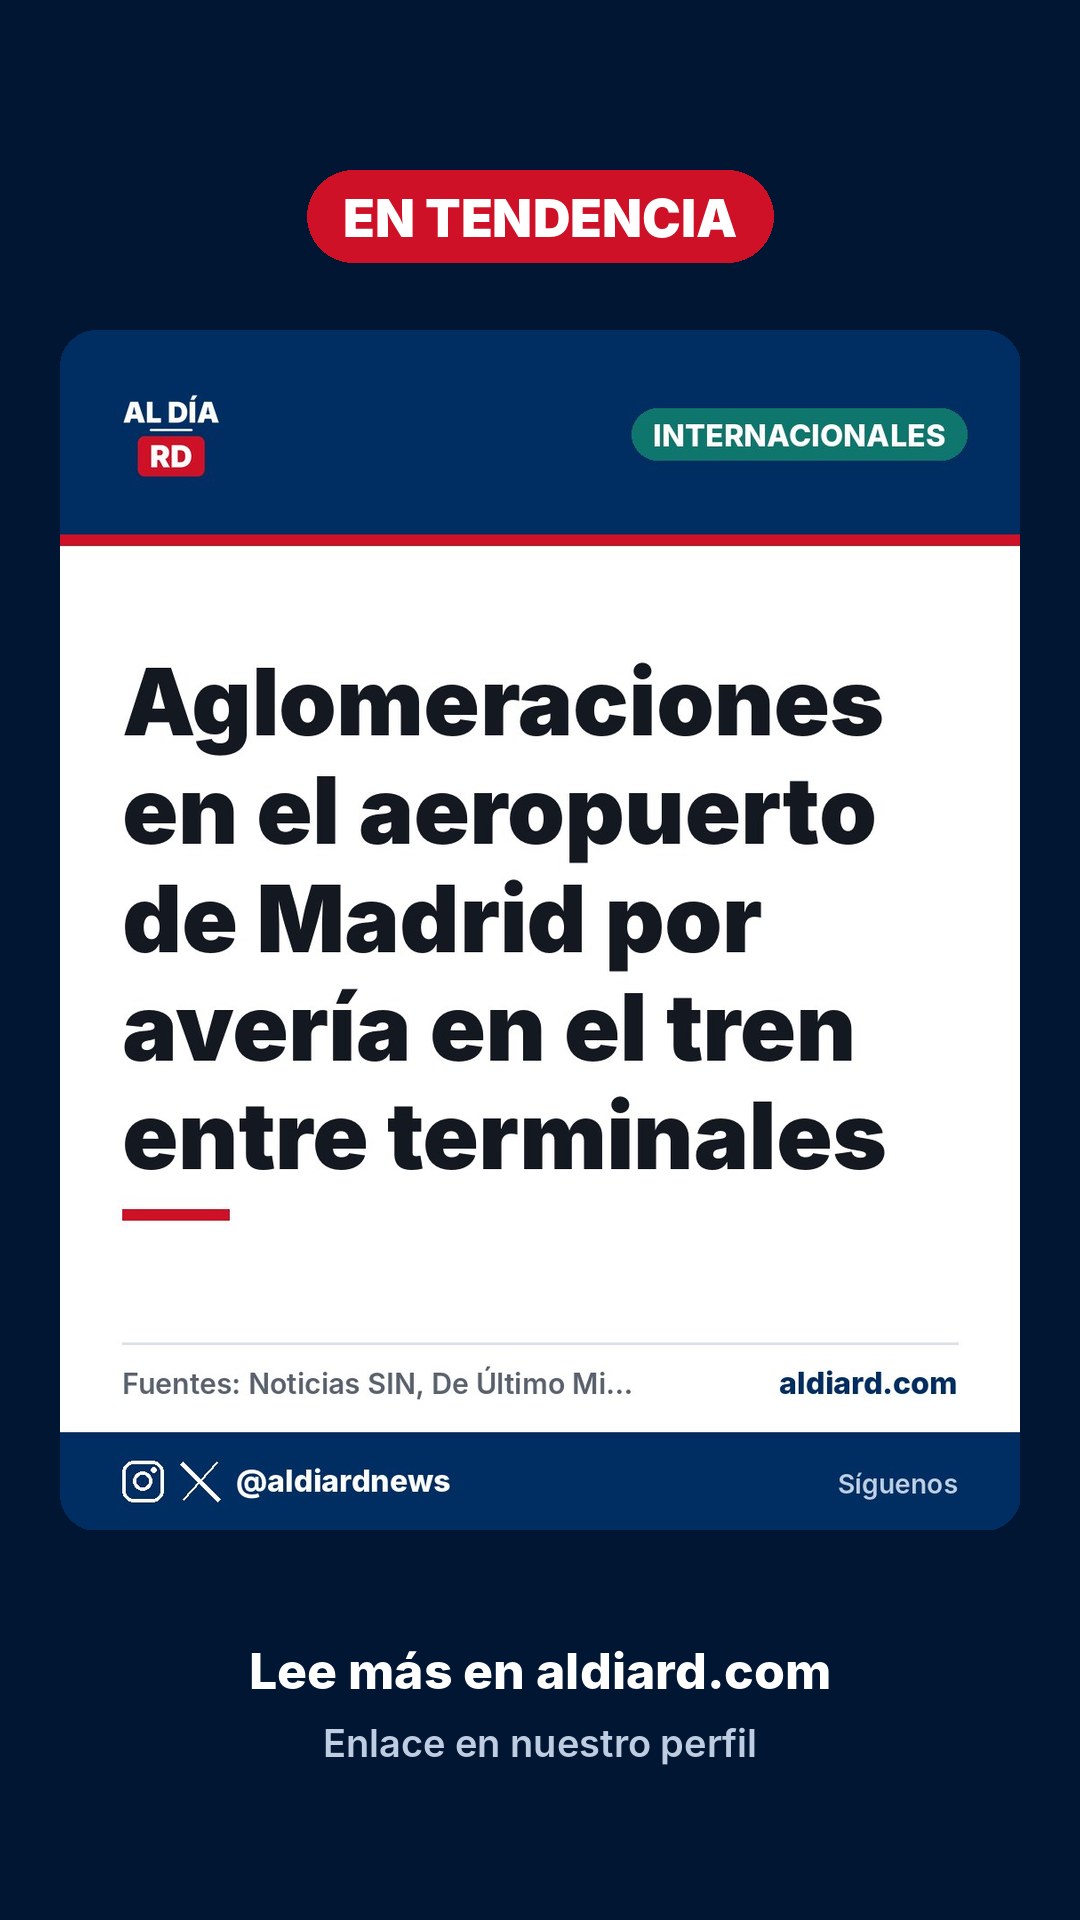 EN TENDENCIA
AL DÍA
RD
INTERNACIONALES
Aglomeraciones
en el aeropuerto
de Madrid por
avería en el tren
entre terminales
Fuentes: Noticias SIN, De Último Mi...
aldiard.com
@aldiardnews
Síguenos
Lee más en aldiard.com
Enlace en nuestro perfil